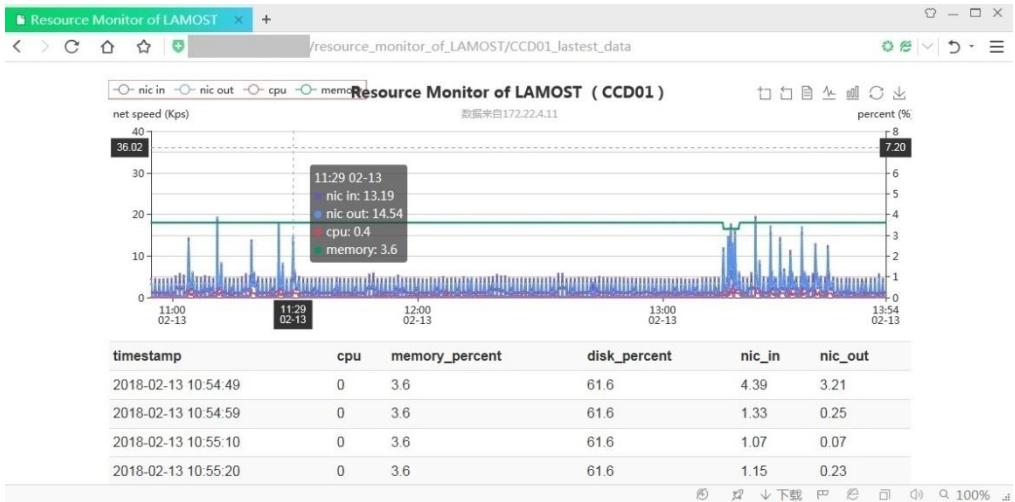 Resource Monitor of LAMOST × +
/resource_monitor_of_LAMOST/CCD01_lastest_data
nic in nic out cpu memo
Resource Monitor of LAMOST （CCD01）
数据来自172.22.4.11
net speed (Kps) percent (%
40 8
36.02 7.20
30 6
5
20 4
3
10 2
1
0 0
11:29 02-13
nic in: 13.19
nic out: 14.54
cpu: 0.4
memory: 3.6
11:00 11:29 12:00 13:00 13:54
02-13 02-13 02-13 02-13 02-13
timestamp cpu memory_percent disk_percent nic_in nic_out
2018-02-13 10:54:49 0 3.6 61.6 4.39 3.21
2018-02-13 10:54:59 0 3.6 61.6 1.33 0.25
2018-02-13 10:55:10 0 3.6 61.6 1.07 0.07
2018-02-13 10:55:20 0 3.6 61.6 1.15 0.23
下载 100%